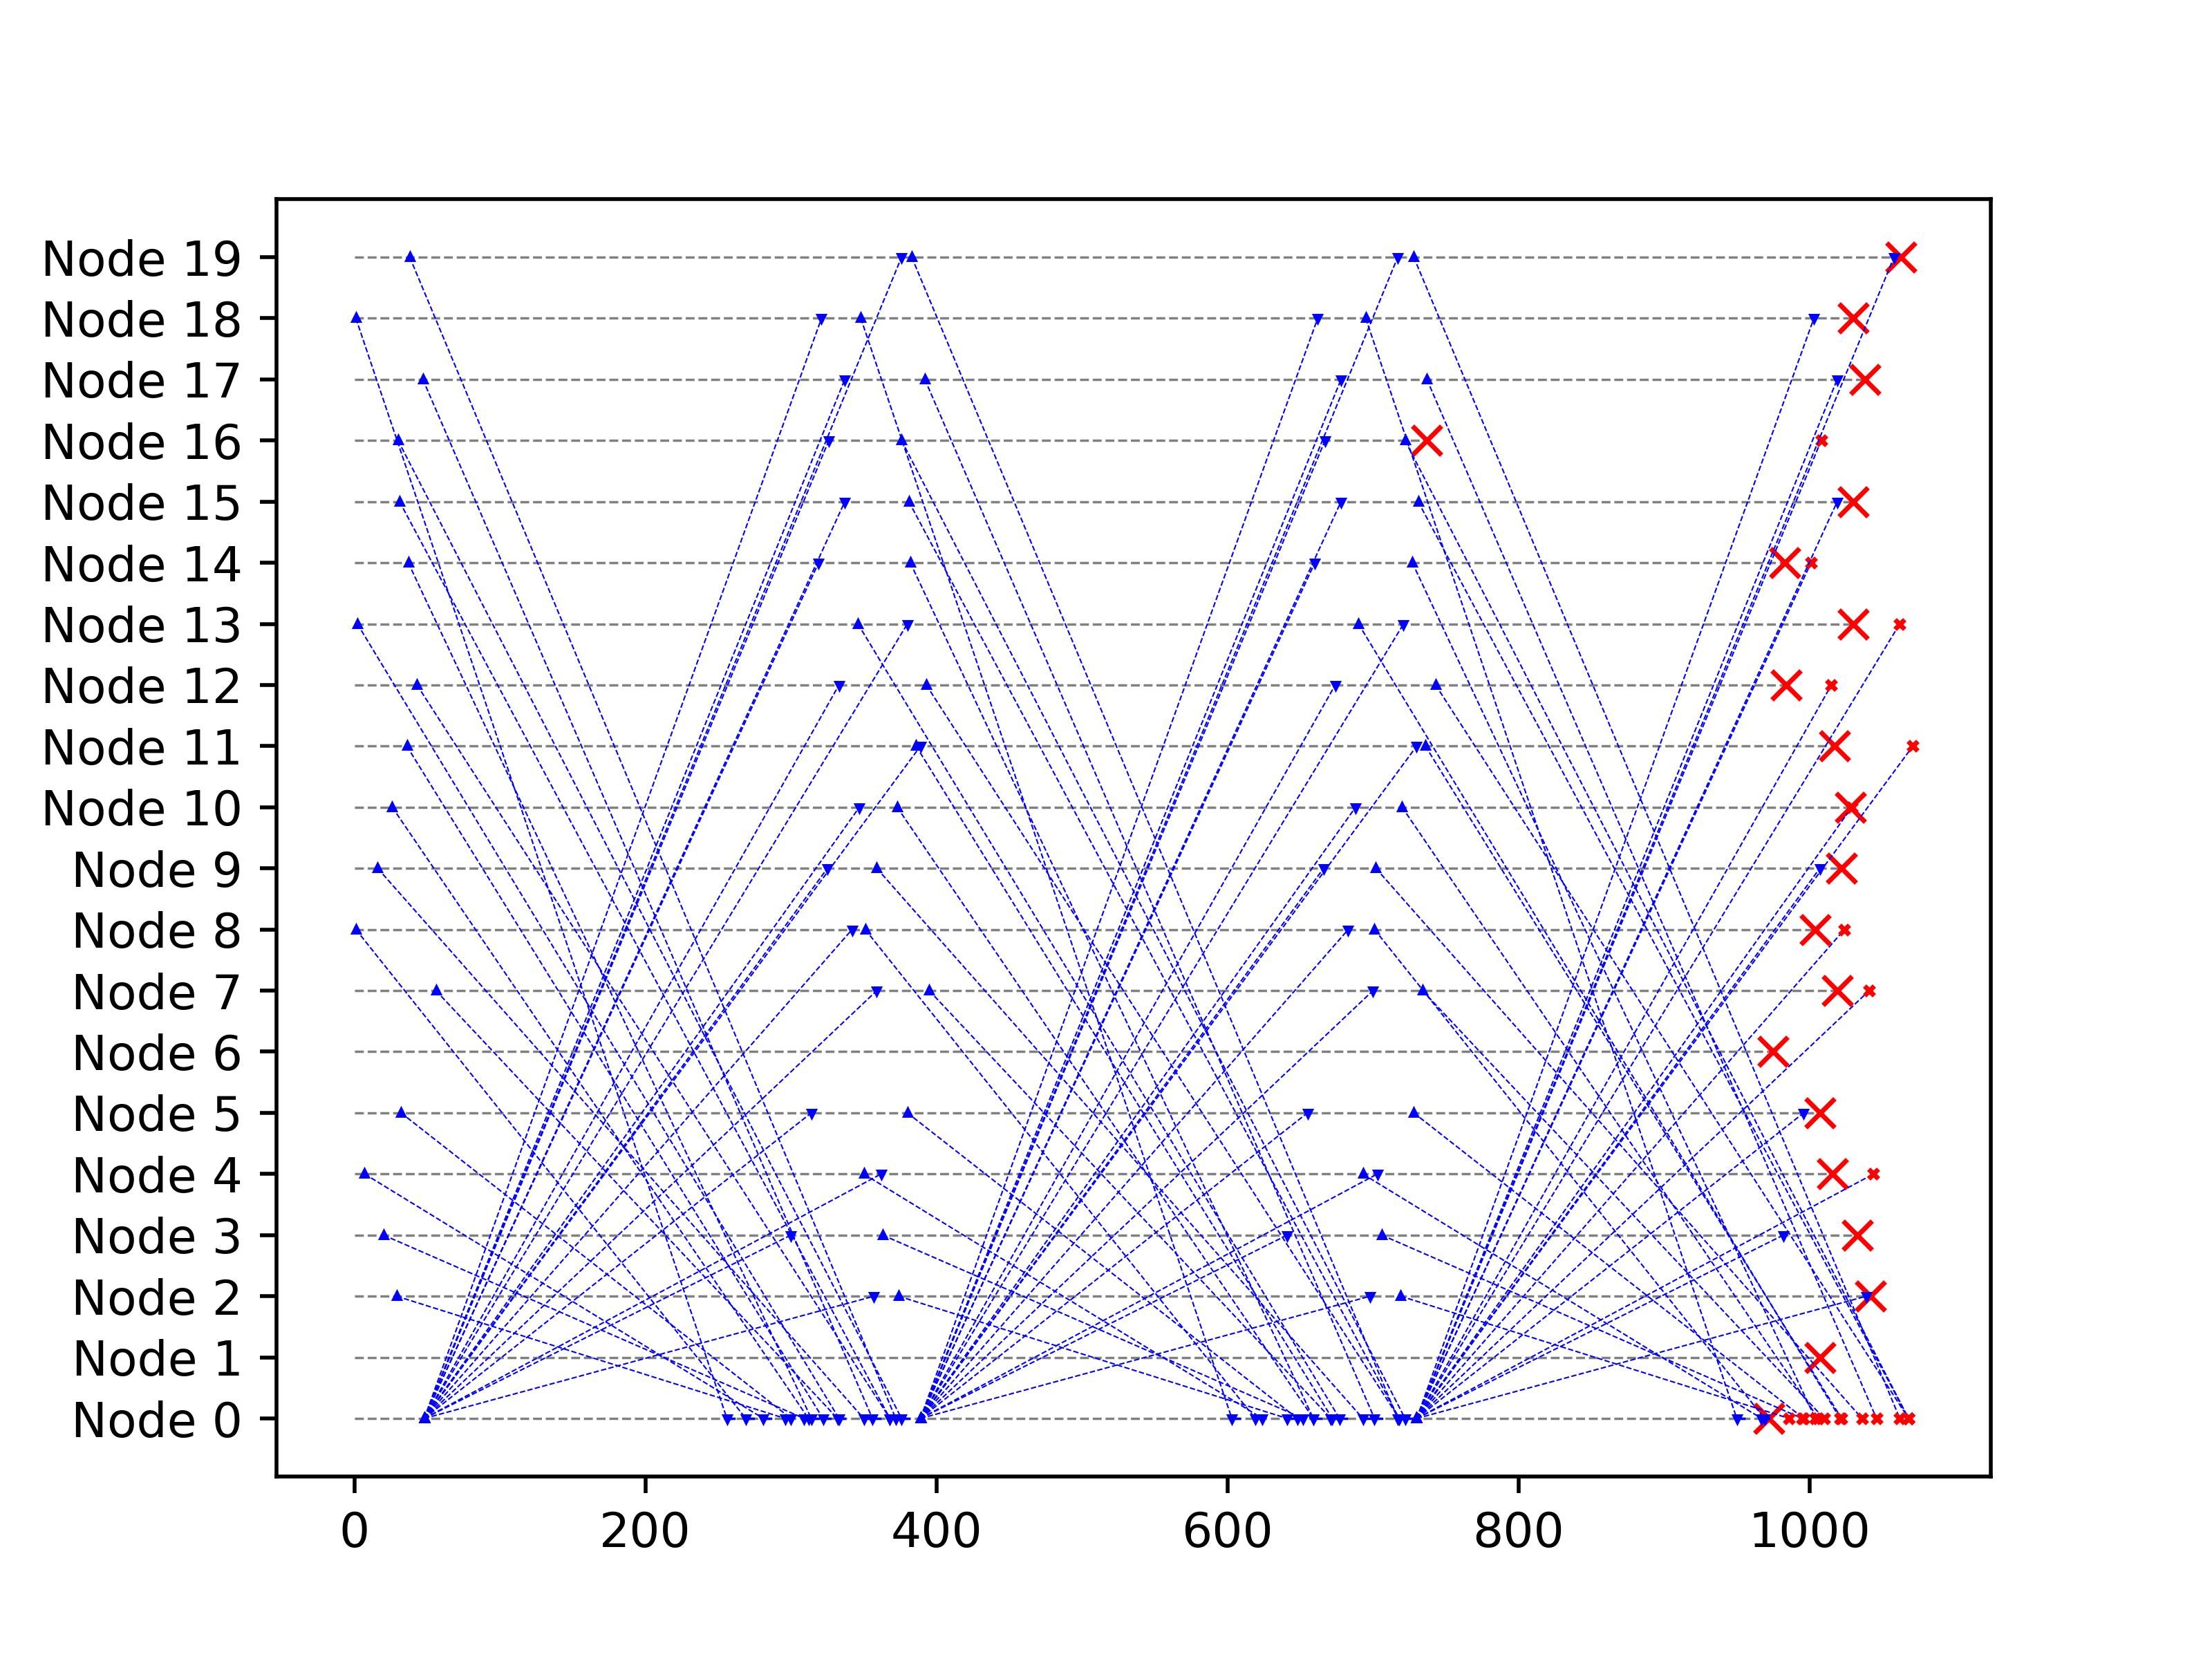 Node 19
Node 18
Node 17
Node 16
Node 15
Node 14
Node 13
Node 12
Node 11
Node 10
Node 9
Node 8
Node 7
Node 6
Node 5
Node 4
Node 3
Node 2
Node 1
Node 0
0 200 400 600 800 1000